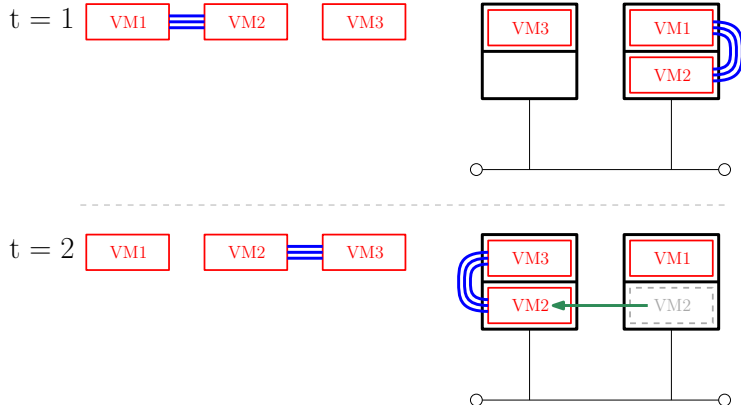 t = 1 VM1 VM2 VM3 VM3 VM1
VM2
t = 2 VM1 VM2 VM3 VM3 VM1
VM2 VM2